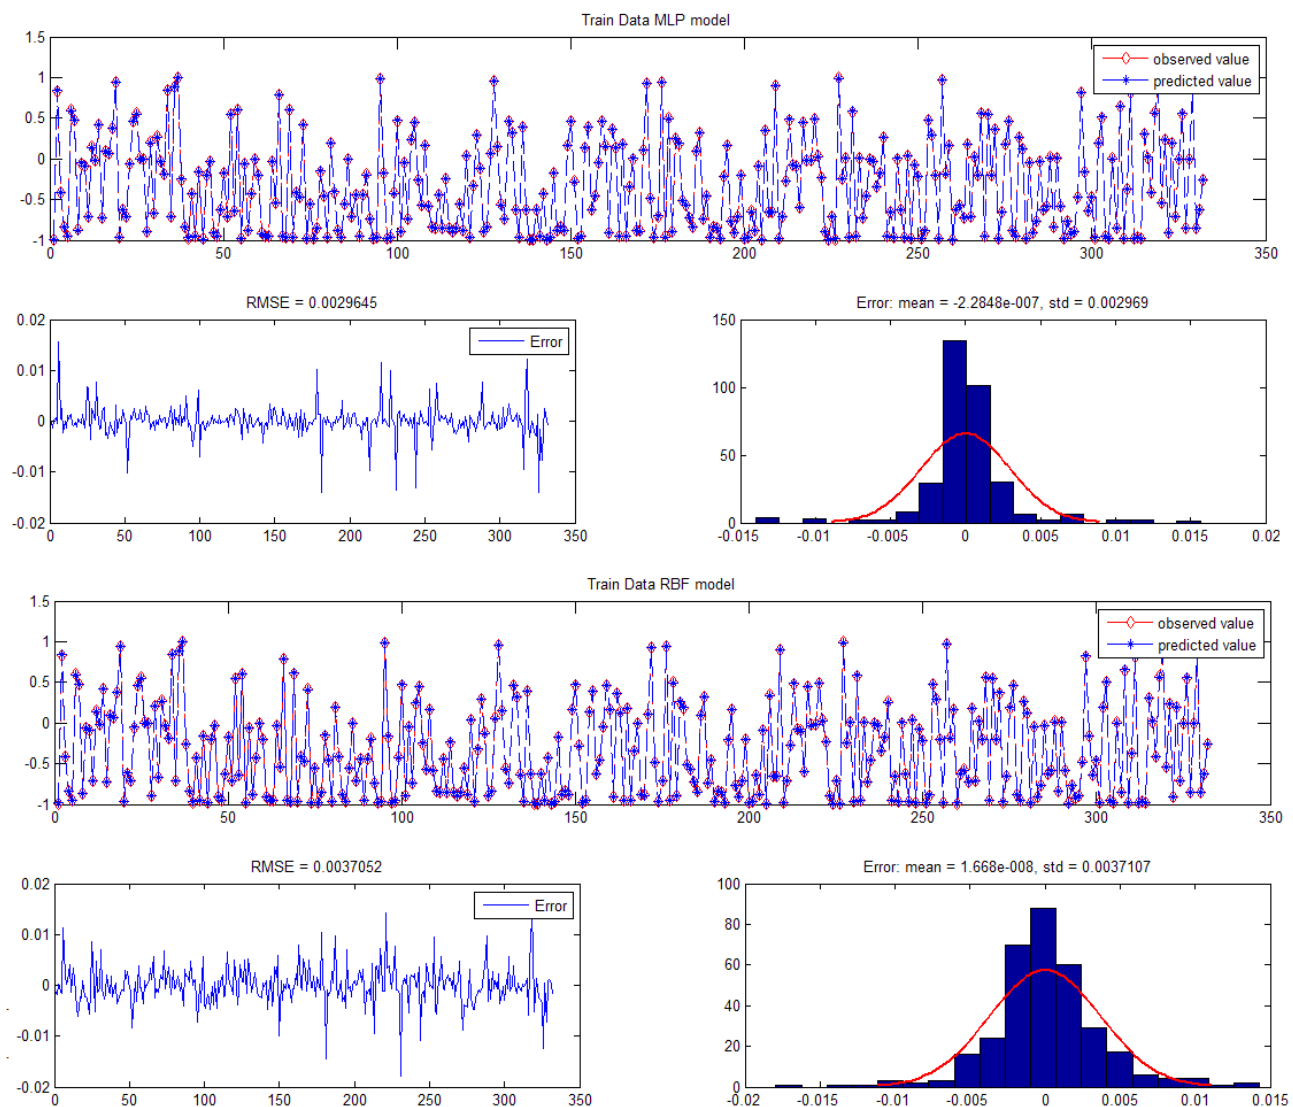 Train Data MLP model
1.5
1
0.5
0
-0.5
-1
observed value
predicted value
0 50 100 150 200 250 300 350
RMSE = 0.0029645
0.02
0.01
0
-0.01
-0.02
Error
0 50 100 150 200 250 300 350
Error: mean = -2.2848e-007, std = 0.002969
150
100
50
0
-0.015 -0.01 -0.005 0 0.005 0.01 0.015 0.02
Train Data RBF model
1.5
1
0.5
0
-0.5
-1
observed value
predicted value
0 50 100 150 200 250 300 350
RMSE = 0.0037052
0.02
0.01
0
-0.01
-0.02
Error
0 50 100 150 200 250 300 350
Error: mean = 1.668e-008, std = 0.0037107
100
80
60
40
20
0
-0.02 -0.015 -0.01 -0.005 0 0.005 0.01 0.015